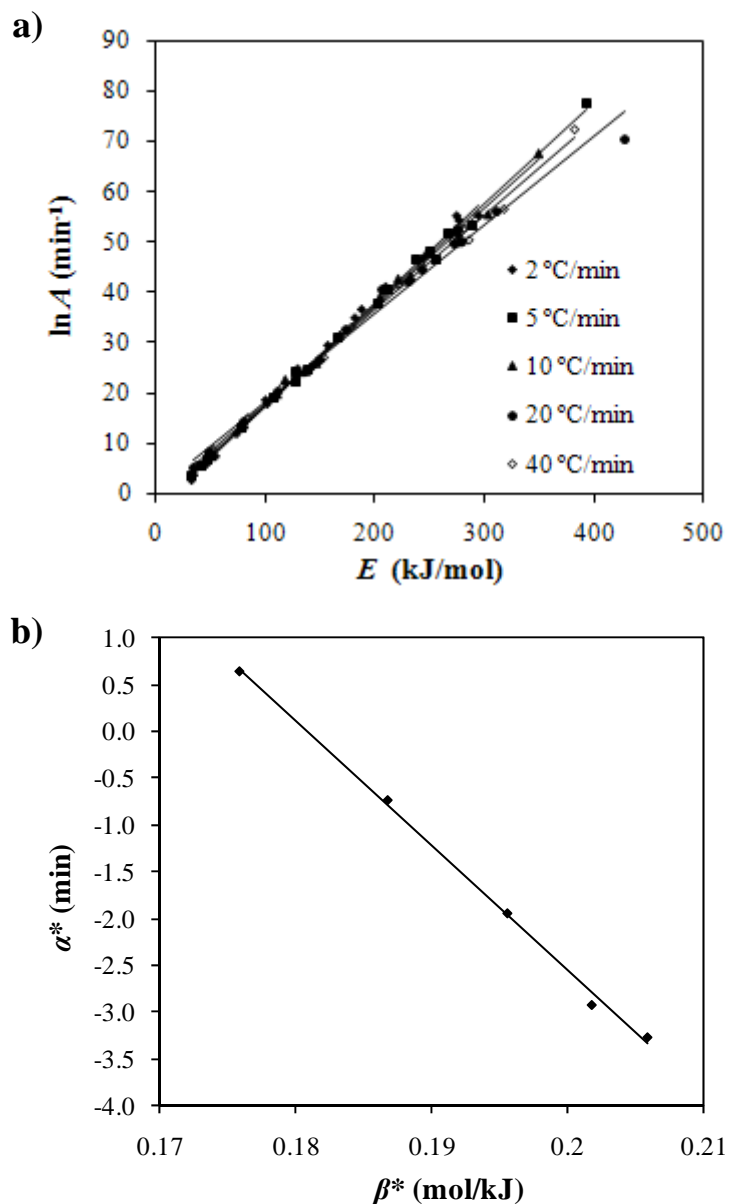 a)
90
80
70
60
50
40
30
20
10
0
ln A (min-1)
2 °C/min
5 °C/min
10 °C/min
20 °C/min
40 °C/min
0 100 200 300 400 500
E (kJ/mol)
b)
1.0
0.5
0.0
-0.5
-1.0
-1.5
-2.0
-2.5
-3.0
-3.5
-4.0
α* (min)
0.17 0.18 0.19 0.2 0.21
β* (mol/kJ)